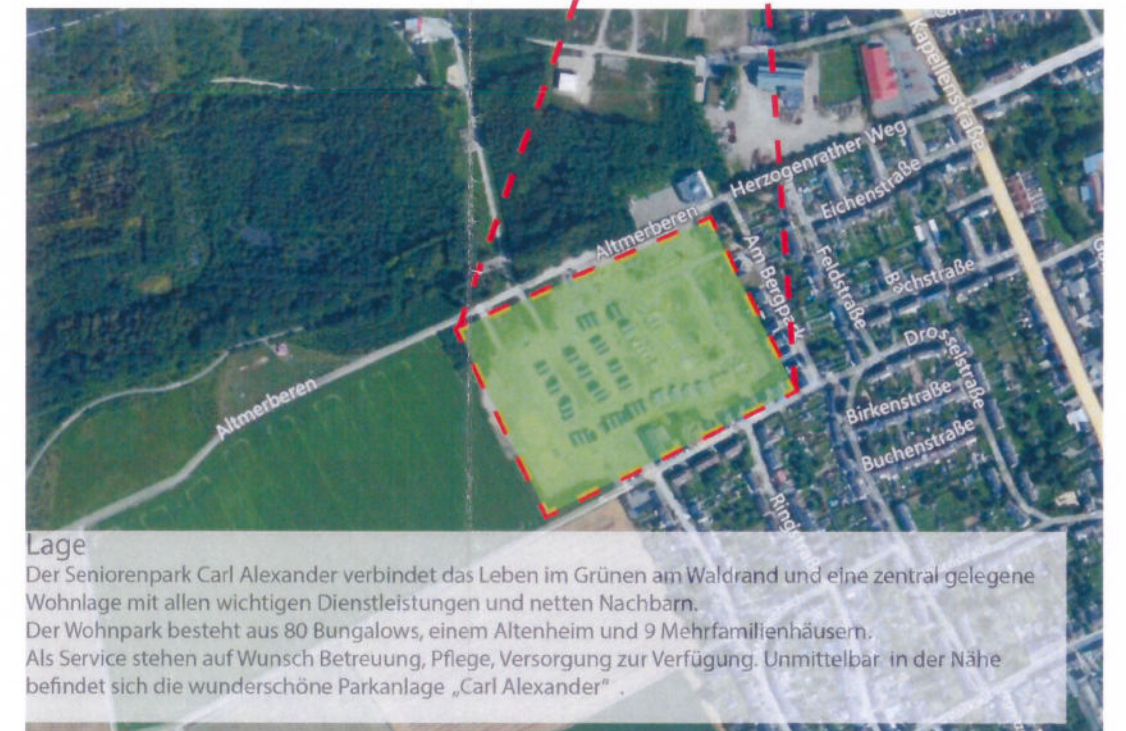 Kapellenstraße
Herzogenrather Weg
Eichenstraße
Altmerberen
Am Bergpark
Feldstraße
Bachstraße
Drosselstraße
Altmerberen
Birkenstraße
Buchenstraße
Lage
Der Seniorenpark Carl Alexander verbindet das Leben im Grünen am Waldrand und eine zentral gelegene
Wohnlage mit allen wichtigen Dienstleistungen und netten Nachbarn.
Der Wohnpark besteht aus 80 Bungalows, einem Altenheim und 9 Mehrfamilienhäusern.
Als Service stehen auf Wunsch Betreuung, Pflege, Versorgung zur Verfügung. Unmittelbar in der Nähe
befindet sich die wunderschöne Parkanlage „Carl Alexander“ .